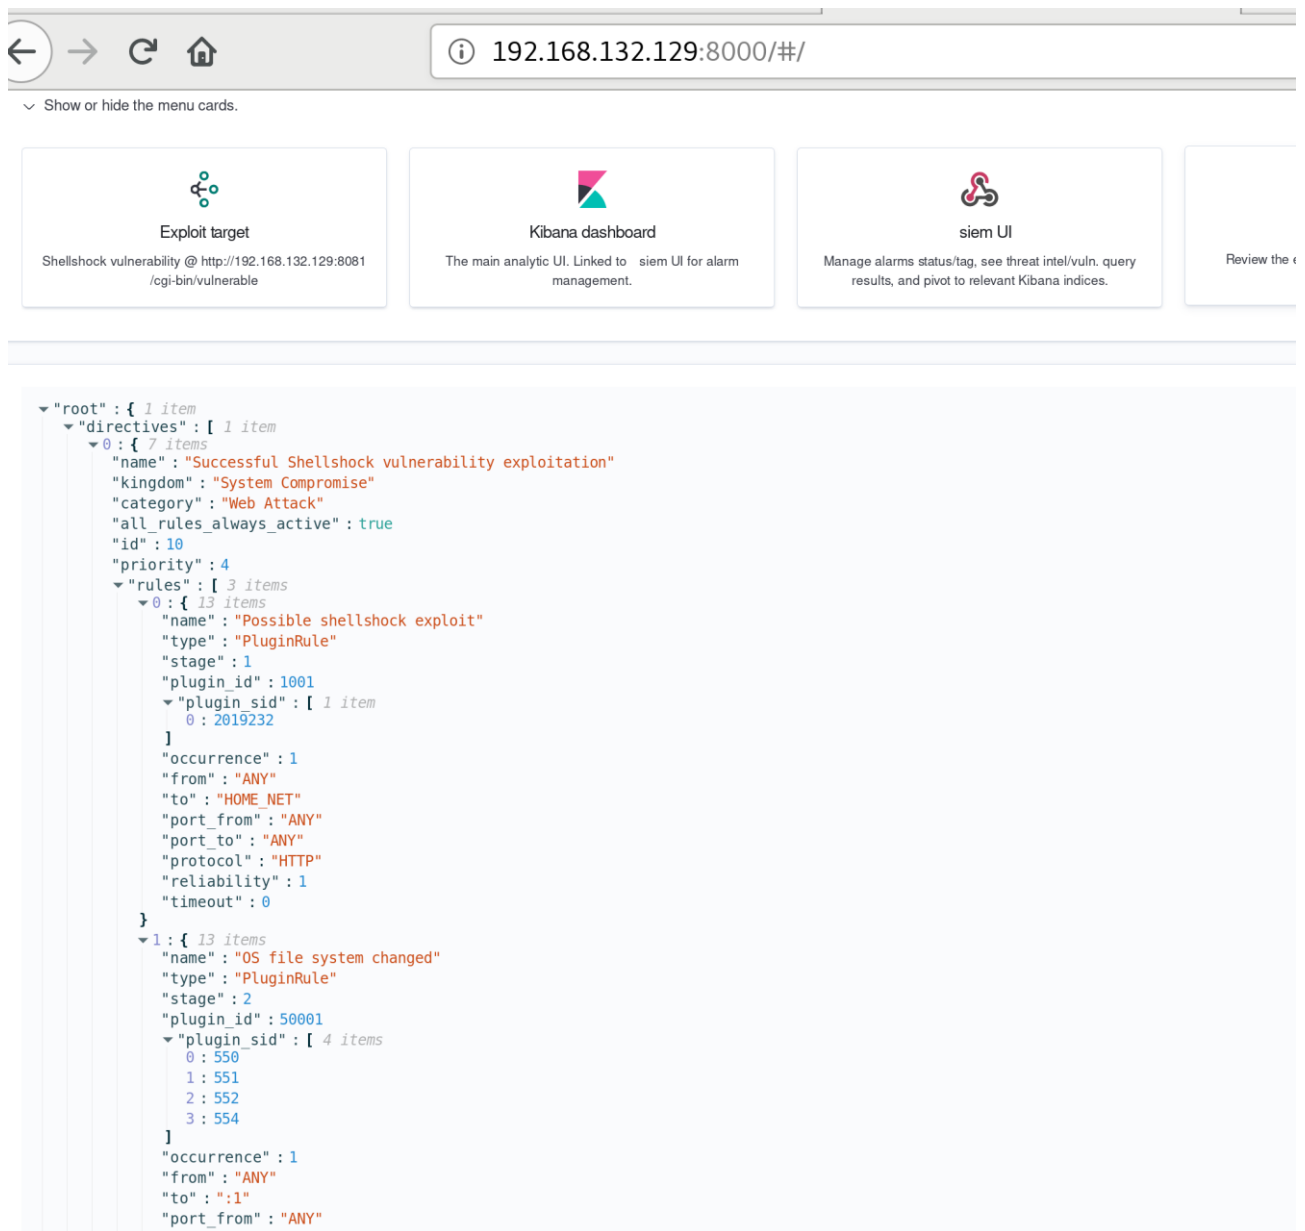 192.168.132.129:8000/#/
Show or hide the menu cards.
Exploit target
Shellshock vulnerability @ http://192.168.132.129:8081
/cgi-bin/vulnerable
Kibana dashboard
The main analytic UI. Linked to siem UI for alarm
management.
siem UI
Manage alarms status/tag, see threat intel/vuln. query
results, and pivot to relevant Kibana indices.
Review the e
"root" : { 1 item
"directives" : [ 1 item
0 : { 7 items
"name" : "Successful Shellshock vulnerability exploitation"
"kingdom" : "System Compromise"
"category" : "Web Attack"
"all_rules_always_active" : true
"id" : 10
"priority" : 4
"rules" : [ 3 items
0 : { 13 items
"name" : "Possible shellshock exploit"
"type" : "PluginRule"
"stage" : 1
"plugin_id" : 1001
"plugin_sid" : [ 1 item
0 : 2019232
]
"occurrence" : 1
"from" : "ANY"
"to" : "HOME_NET"
"port_from" : "ANY"
"port_to" : "ANY"
"protocol" : "HTTP"
"reliability" : 1
"timeout" : 0
}
1 : { 13 items
"name" : "OS file system changed"
"type" : "PluginRule"
"stage" : 2
"plugin_id" : 50001
"plugin_sid" : [ 4 items
0 : 550
1 : 551
2 : 552
3 : 554
]
"occurrence" : 1
"from" : "ANY"
"to" : ":1"
"port_from" : "ANY"